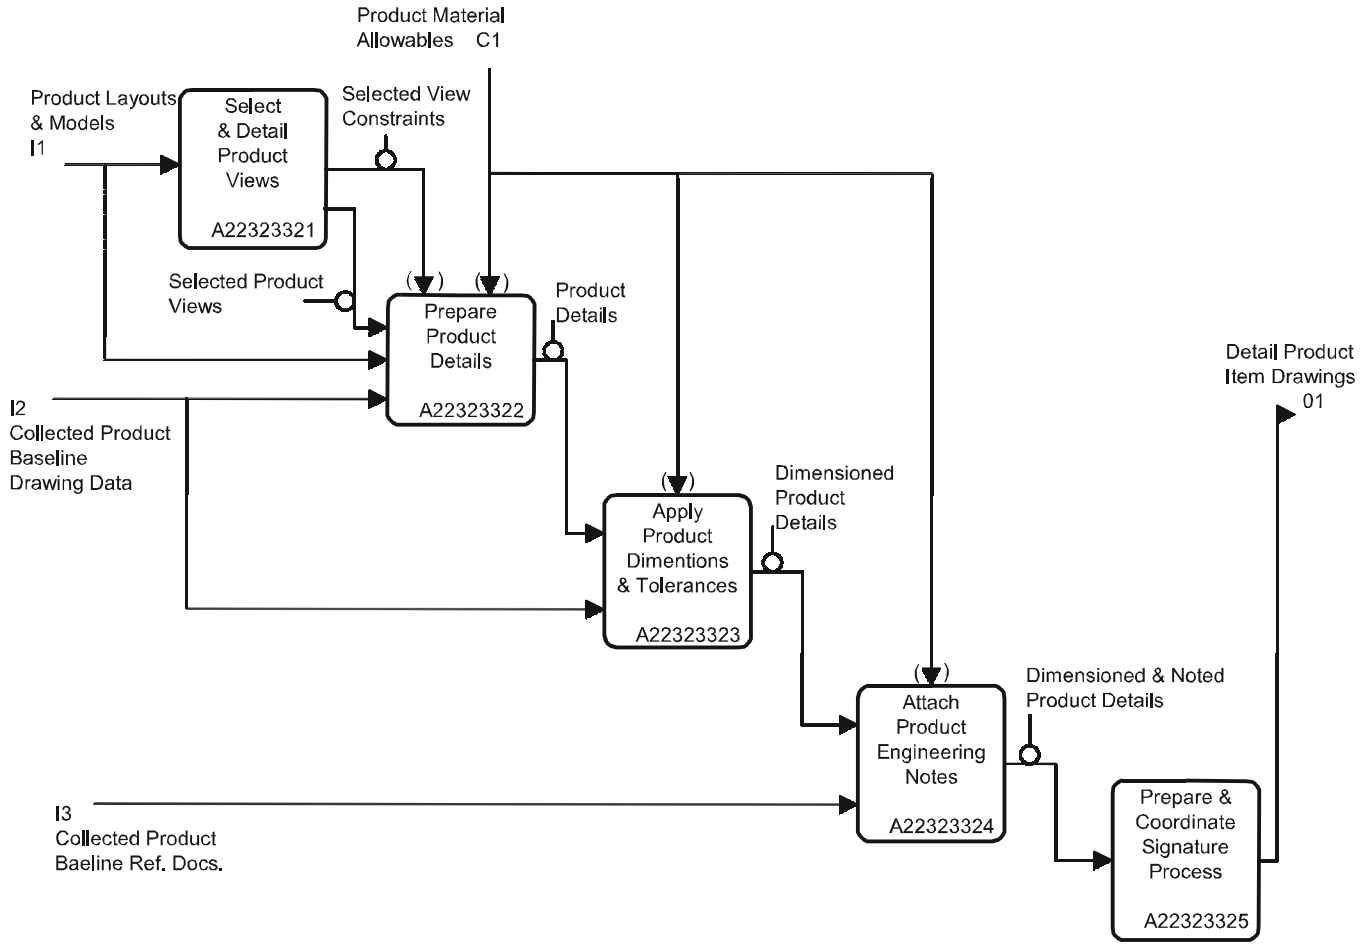 Product Material
Allowables C1
Product Layouts
& Models
I1
Select
& Detail
Product
Views
A22323321
Selected View
Constraints
Selected Product
Views
( ) ( )
Prepare
Product
Details
A22323322
Product
Details
I2
Collected Product
Baseline
Drawing Data
( )
Apply
Product
Dimentions
& Tolerances
A22323323
Dimensioned
Product
Details
Detail Product
Item Drawings
01
( )
Attach
Product
Engineering
Notes
A22323324
Dimensioned & Noted
Product Details
I3
Collected Product
Baeline Ref. Docs.
Prepare &
Coordinate
Signature
Process
A22323325